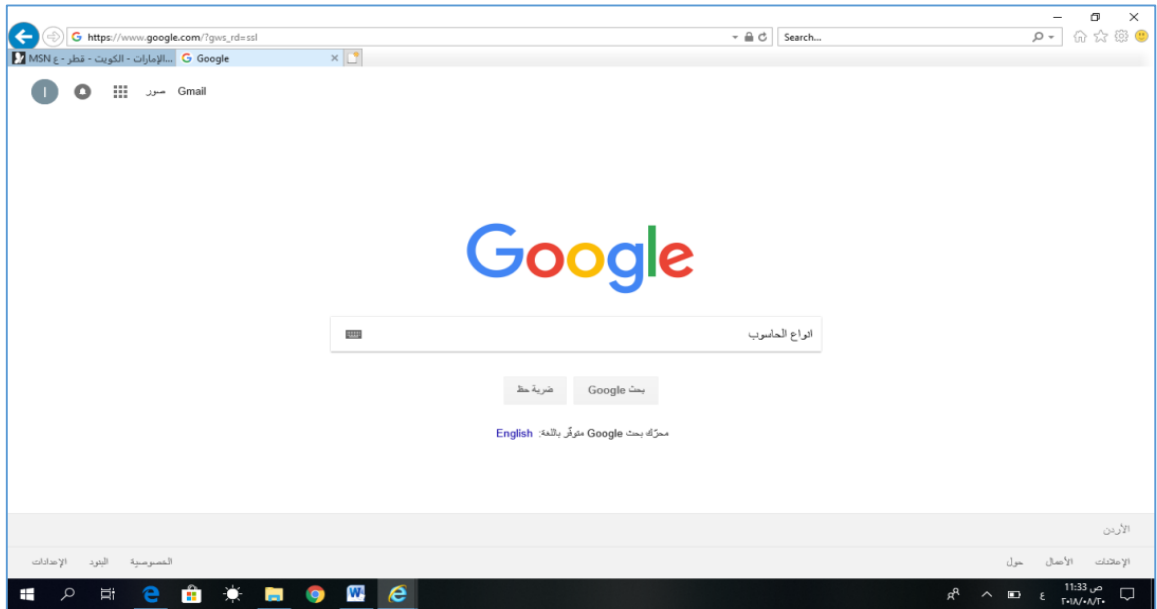 https://www.google.com/?gws_rd=ssl
Search...
MSN الإمارات - الكويت - قطر - ع...
Google
Gmail
صور
I
Google
انواع الحاسوب
بحث Google
ضربة حظ
محرّك بحث Google متوفّر باللغة: English
الأردن
الإعلانات الأعمال حول
الخصوصية البنود الإعدادات
ع
11:33 ص
٢٠١٨/٠٨/٢٠